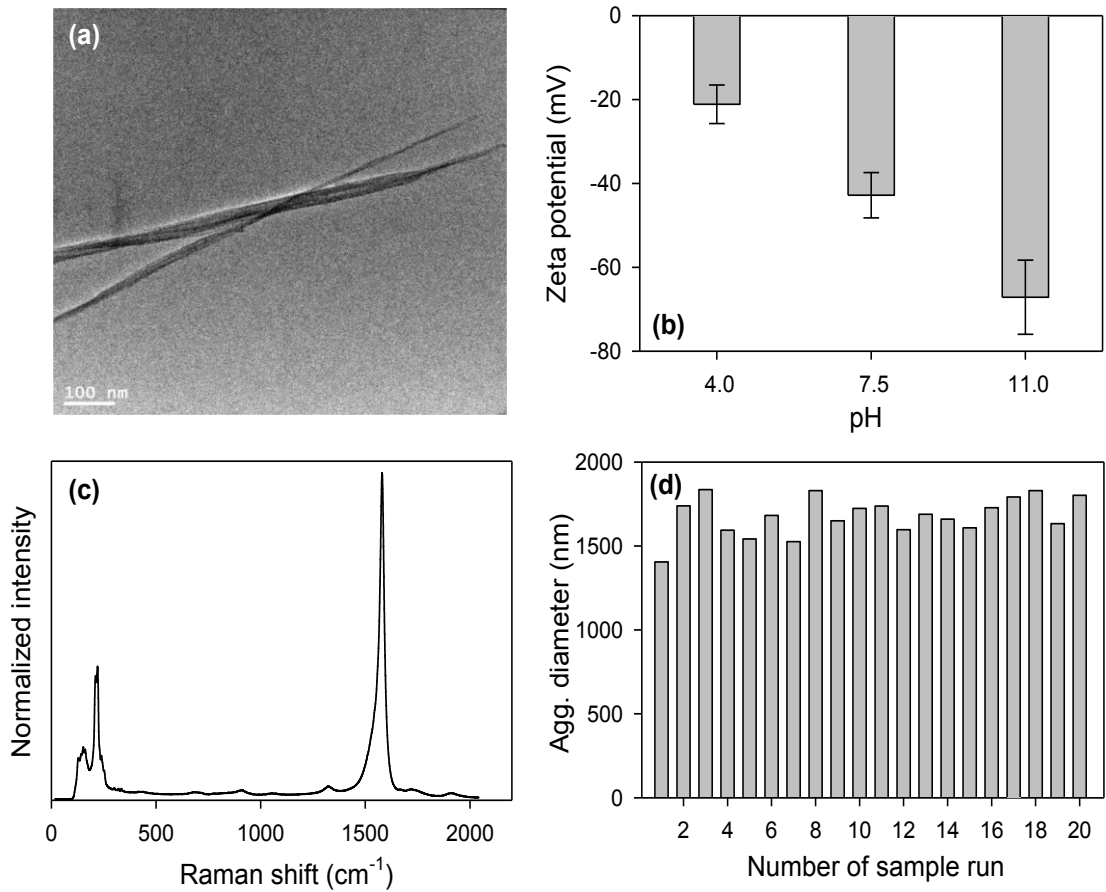 (a)
100 nm
Zeta potential (mV)
0
-20
-40
-60
-80
(b)
4.0 7.5 11.0
pH
(c)
Normalized intensity
0 500 1000 1500 2000
Raman shift (cm⁻¹)
(d)
Agg. diameter (nm)
2000
1500
1000
500
0
2 4 6 8 10 12 14 16 18 20
Number of sample run